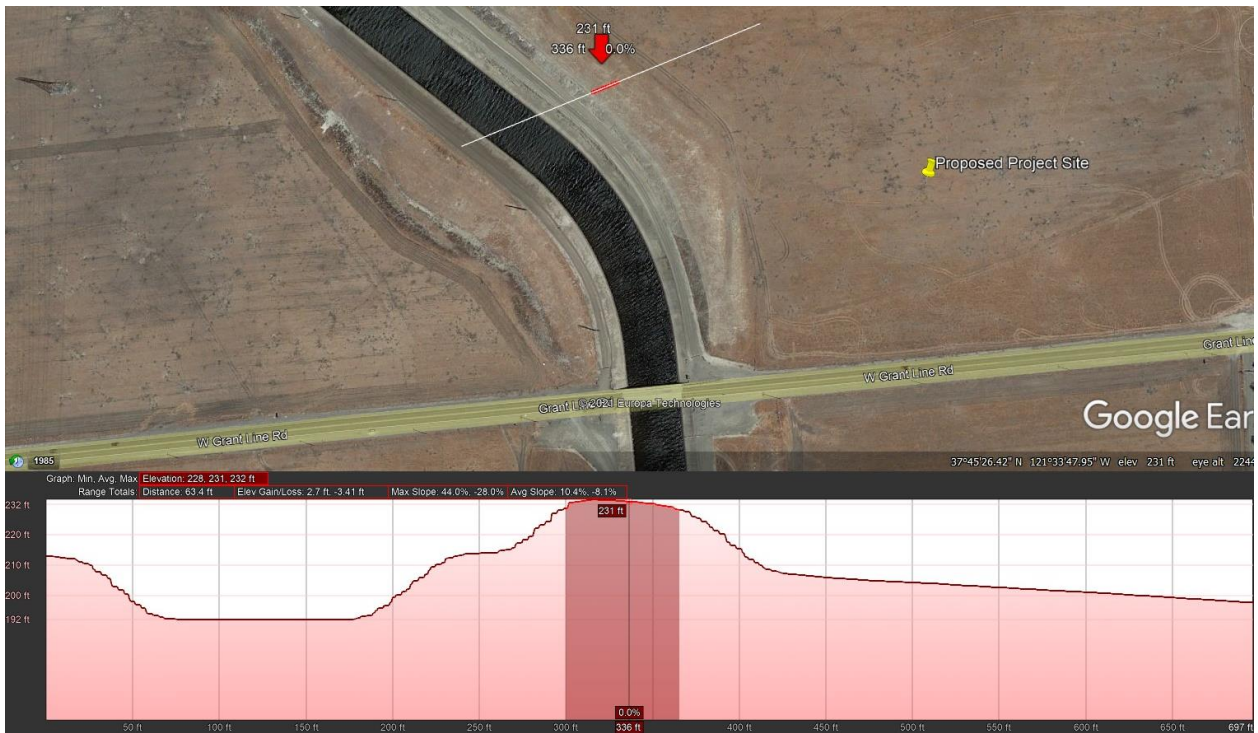 231 ft
336 ft 0.0%
Proposed Project Site
Grant Line
W Grant Line Rd
©2021 Europa Technologies
W Grant Line Rd
Google Ear
1985
37°45'26.42" N 121°33'47.95" W elev 231 ft eye alt 2244
Graph: Min, Avg, Max Elevation: 228, 231, 232 ft
Range Totals: Distance: 63.4 ft Elev Gain/Loss: 2.7 ft, -3.41 ft Max Slope: 44.0%, -28.0% Avg Slope: 10.4%, -8.1%
232 ft
231 ft
220 ft
210 ft
200 ft
192 ft
0.0%
50 ft 100 ft 150 ft 200 ft 250 ft 300 ft 336 ft 400 ft 450 ft 500 ft 550 ft 600 ft 650 ft 697 ft